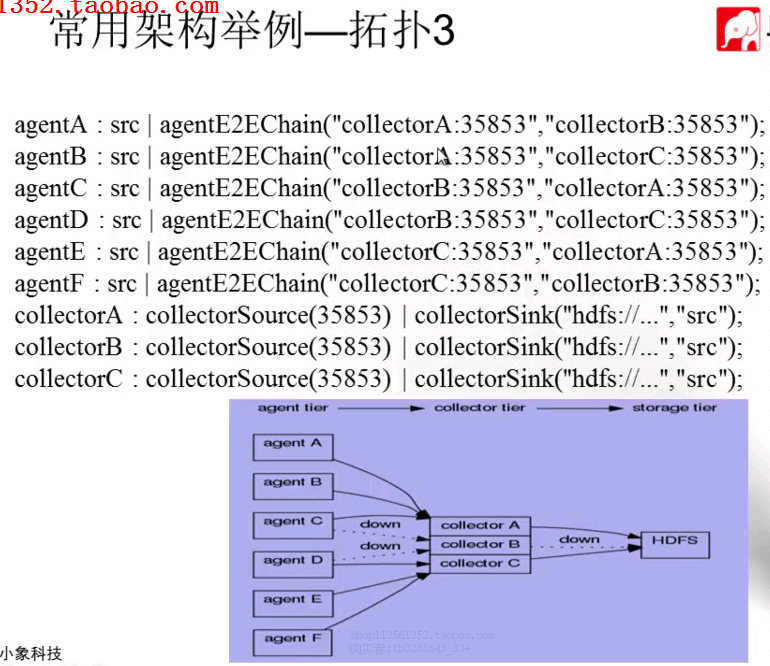 1352.taobao.com
常用架构举例—拓扑3
agentA : src | agentE2EChain("collectorA:35853","collectorB:35853");
agentB : src | agentE2EChain("collectorA:35853","collectorC:35853");
agentC : src | agentE2EChain("collectorB:35853","collectorA:35853");
agentD : src | agentE2EChain("collectorB:35853","collectorC:35853");
agentE : src | agentE2EChain("collectorC:35853","collectorA:35853");
agentF : src | agentE2EChain("collectorC:35853","collectorB:35853");
collectorA : collectorSource(35853) | collectorSink("hdfs://...","src");
collectorB : collectorSource(35853) | collectorSink("hdfs://...","src");
collectorC : collectorSource(35853) | collectorSink("hdfs://...","src");
agent tier collector tier storage tier
agent A
agent B
agent C
agent D
agent E
agent F
down
down
collector A
collector B
collector C
down
HDFS
shop113561352.taobao.com
小象科技